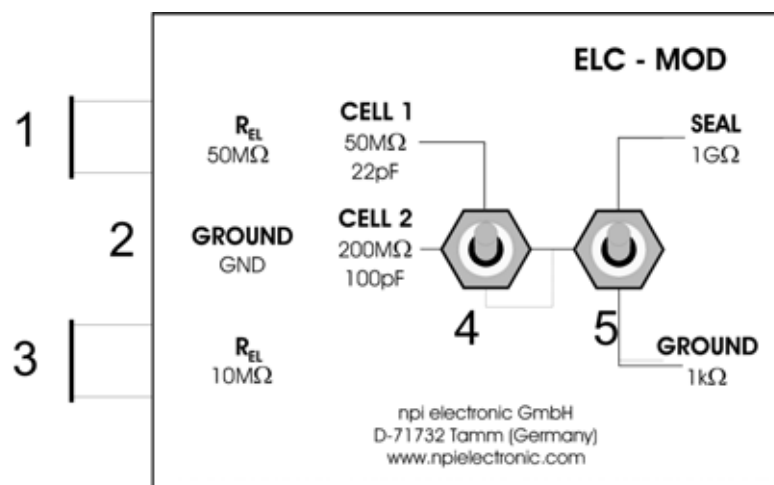 ELC - MOD
1
R_EL
50MΩ
CELL 1
50MΩ
22pF
SEAL
1GΩ
2
GROUND
GND
CELL 2
200MΩ
100pF
4
5
3
R_EL
10MΩ
GROUND
1kΩ
npi electronic GmbH
D-71732 Tamm (Germany)
www.npielectronic.com